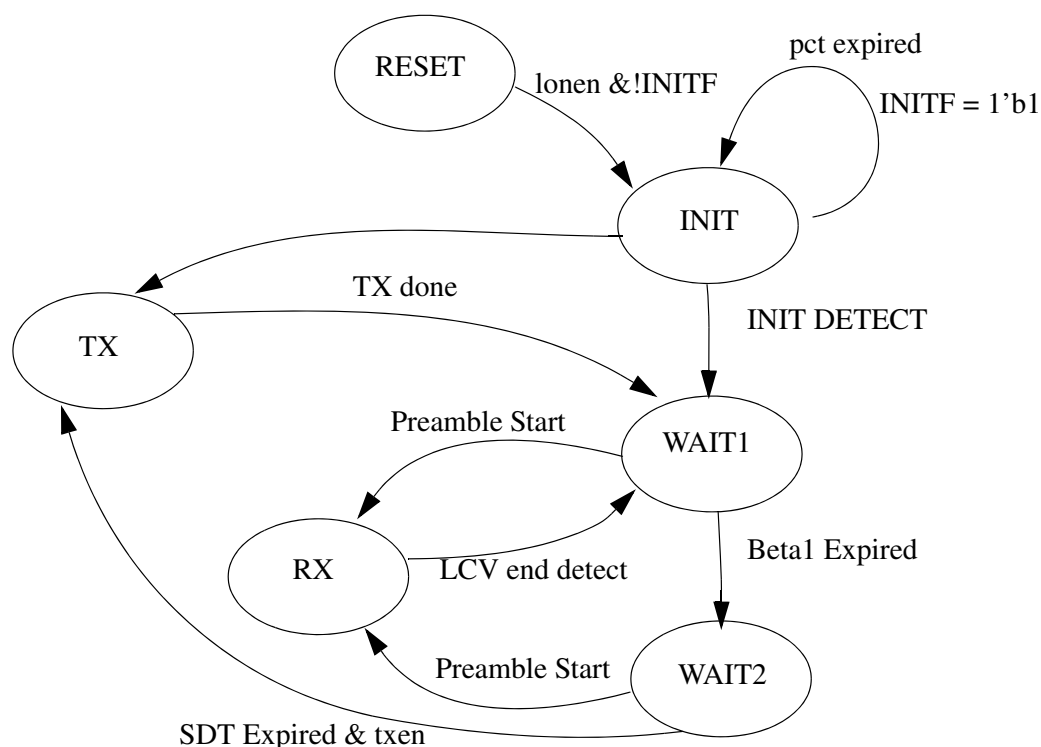 pct expired
RESET
lonen &!INITF
INITF = 1’b1
INIT
TX done
INIT DETECT
TX
Preamble Start
WAIT1
Beta1 Expired
RX
LCV end detect
Preamble Start
WAIT2
SDT Expired & txen